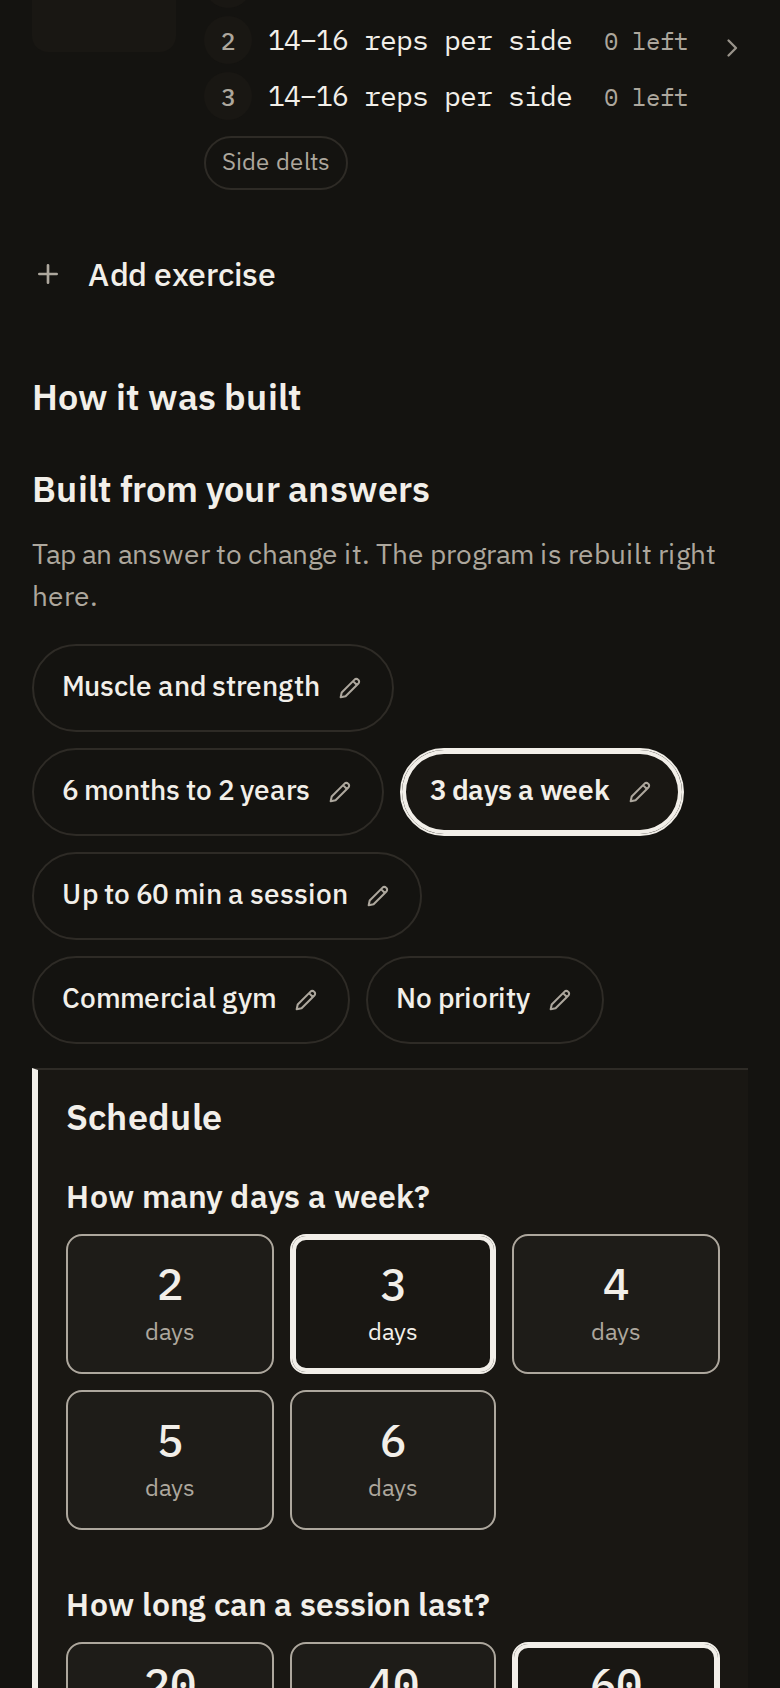 2 14–16 reps per side 0 left
3 14–16 reps per side 0 left
Side delts
Add exercise
How it was built
Built from your answers
Tap an answer to change it. The program is rebuilt right
here.
Muscle and strength
6 months to 2 years
3 days a week
Up to 60 min a session
Commercial gym
No priority
Schedule
How many days a week?
2
days
3
days
4
days
5
days
6
days
How long can a session last?
20
40
60